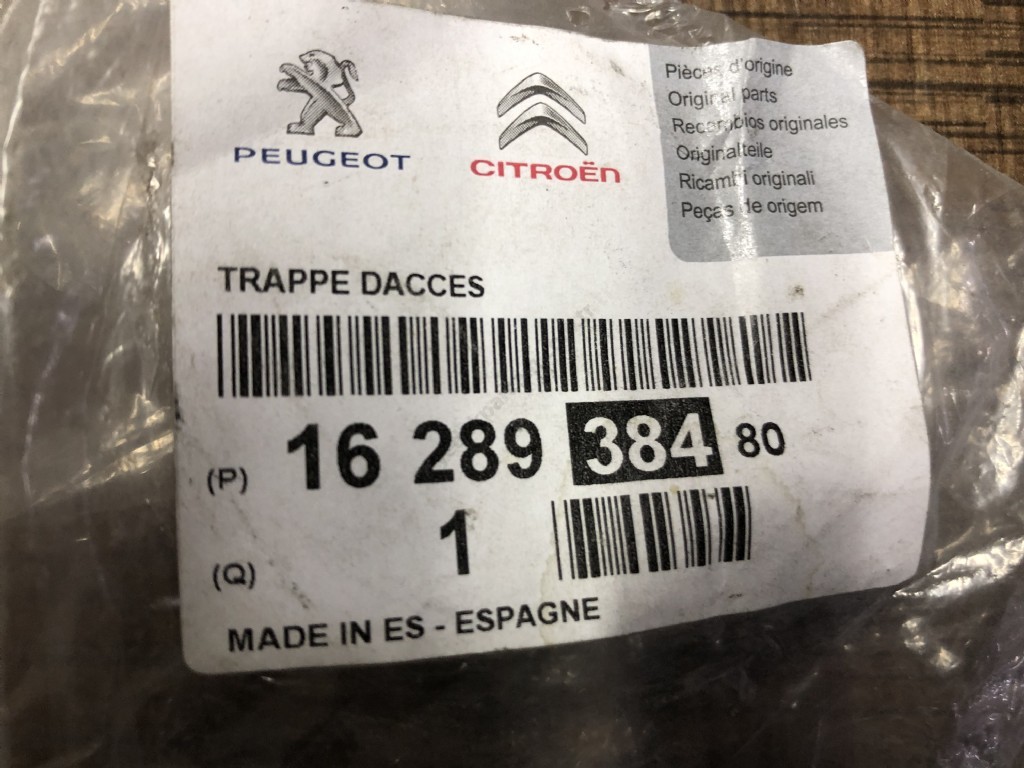 PEUGEOT
CITROËN
Pièces d'origine
Original parts
Recambios originales
Originalteile
Ricambi originali
Peças de origem
TRAPPE DACCES
(P) 16 289 384 80
(Q) 1
MADE IN ES - ESPAGNE